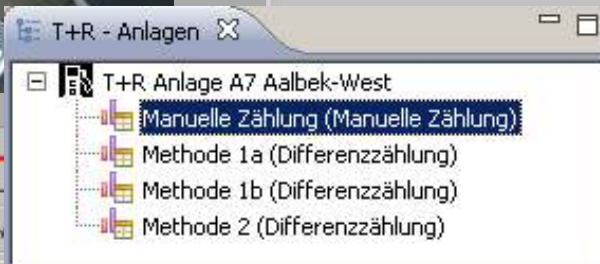 T+R - Anlagen
T+R Anlage A7 Aalbek-West
Manuelle Zählung (Manuelle Zählung)
Methode 1a (Differenzzählung)
Methode 1b (Differenzzählung)
Methode 2 (Differenzzählung)